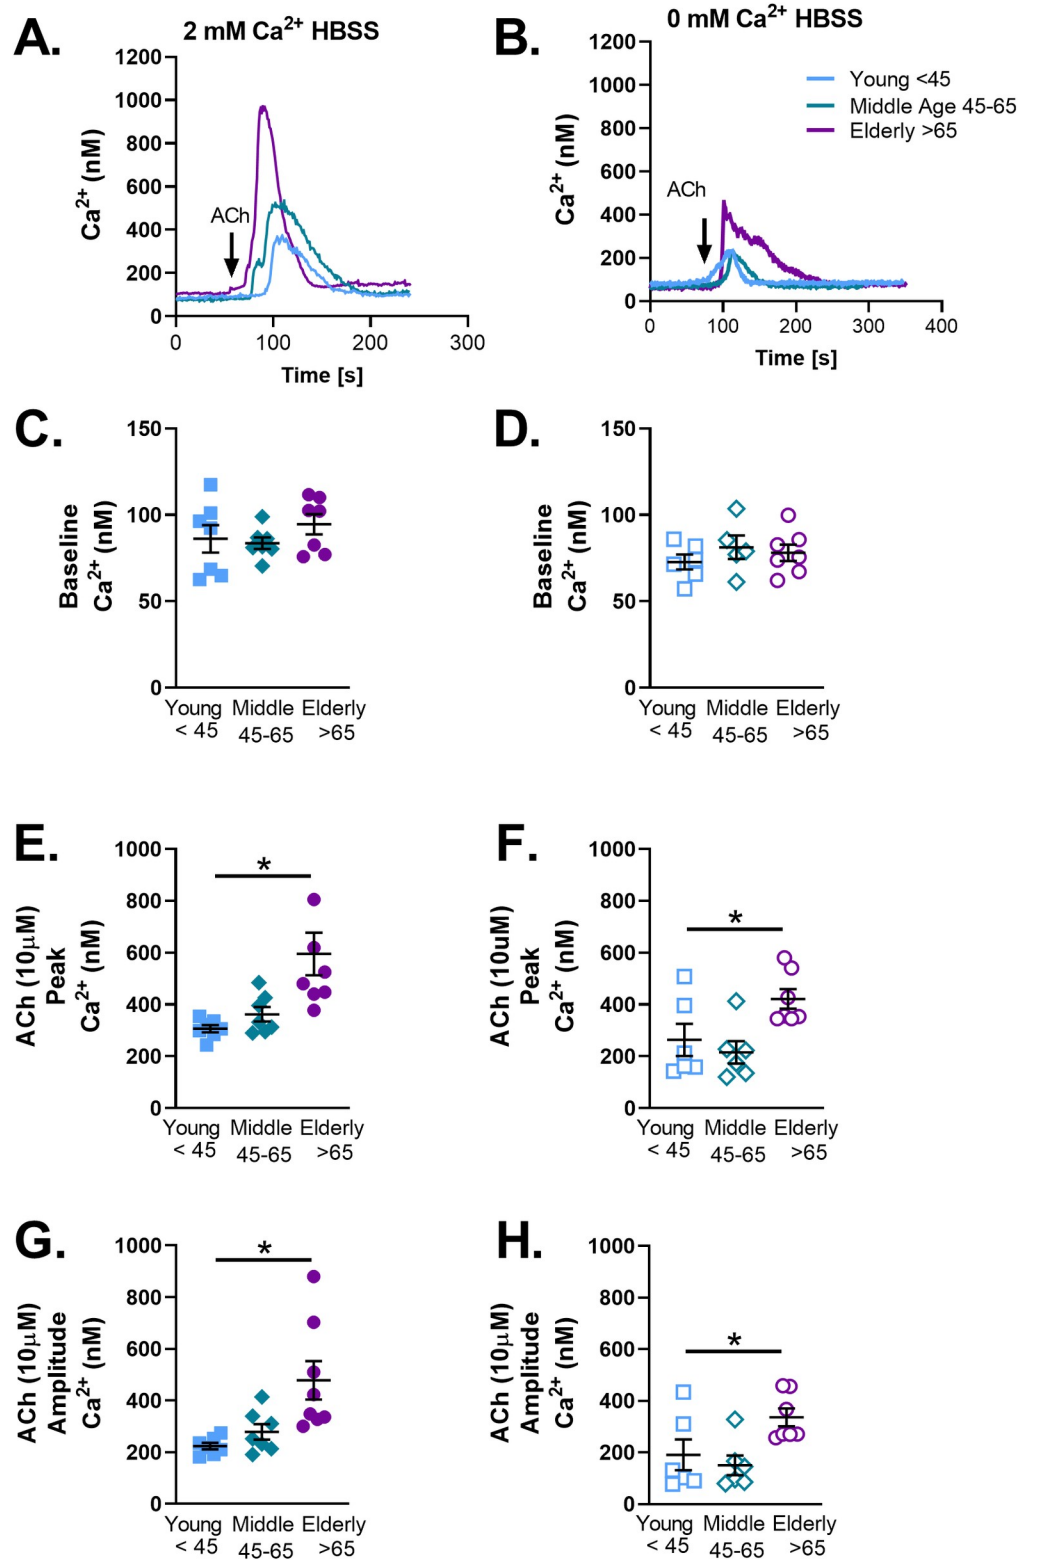 A.
2 mM Ca²⁺ HBSS
Ca²⁺ (nM)
1200
1000
800
600
400
200
0
ACh
0
100
200
300
Time [s]
B.
0 mM Ca²⁺ HBSS
Ca²⁺ (nM)
1200
1000
800
600
400
200
0
ACh
Young <45
Middle Age 45-65
Elderly >65
0
100
200
300
400
Time [s]
C.
Baseline
Ca²⁺ (nM)
150
100
50
0
Young Middle Elderly
< 45 45-65 >65
D.
Baseline
Ca²⁺ (nM)
150
100
50
0
Young Middle Elderly
< 45 45-65 >65
E.
ACh (10μM)
Peak
Ca²⁺ (nM)
1000
800
600
400
200
0
*
Young Middle Elderly
< 45 45-65 >65
F.
ACh (10uM)
Peak
Ca²⁺ (nM)
1000
800
600
400
200
0
*
Young Middle Elderly
< 45 45-65 >65
G.
ACh (10μM)
Amplitude
Ca²⁺ (nM)
1000
800
600
400
200
0
*
Young Middle Elderly
< 45 45-65 >65
H.
ACh (10μM)
Amplitude
Ca²⁺ (nM)
1000
800
600
400
200
0
*
Young Middle Elderly
< 45 45-65 >65